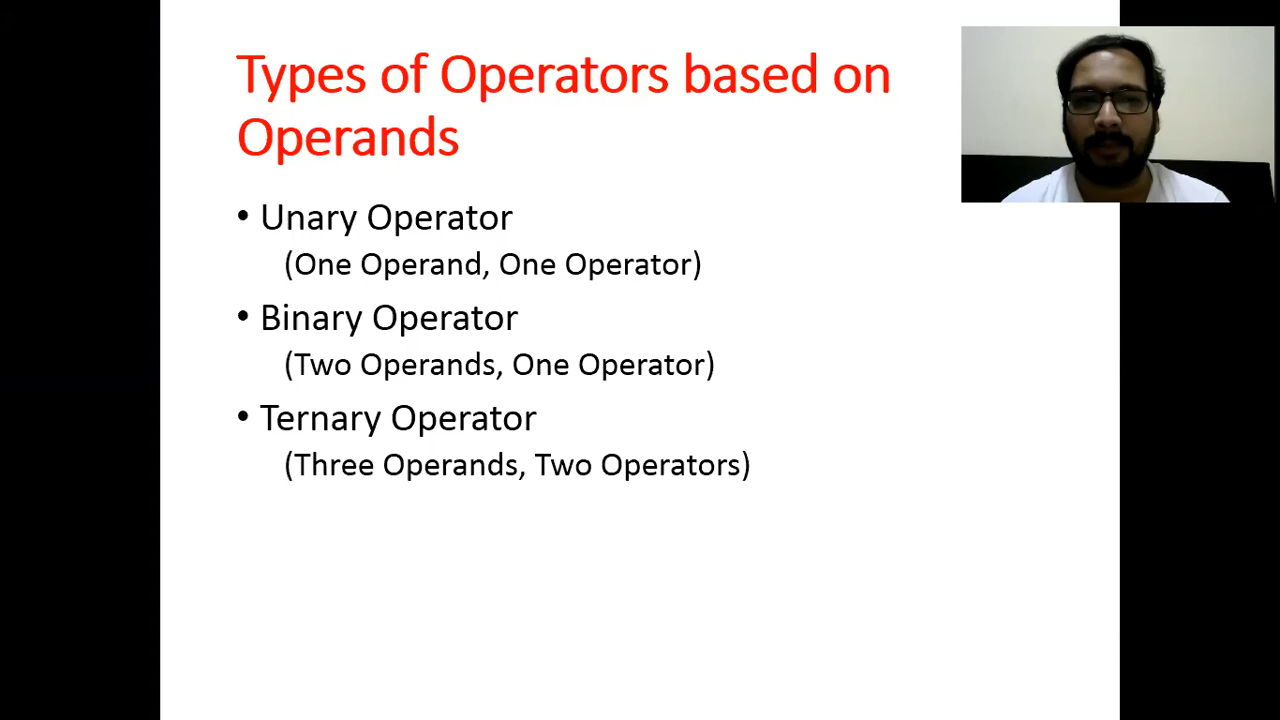 Types of Operators based on
Operands
• Unary Operator
(One Operand, One Operator)
• Binary Operator
(Two Operands, One Operator)
• Ternary Operator
(Three Operands, Two Operators)